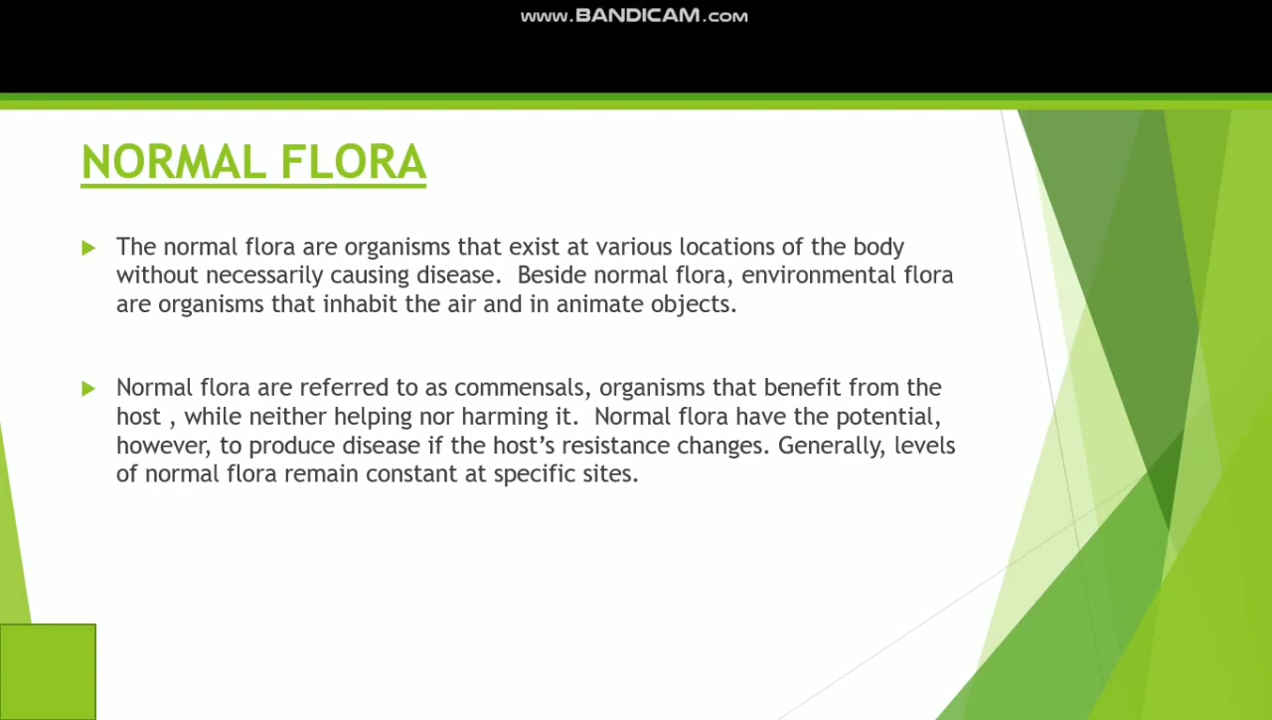 www.BANDICAM.com
NORMAL FLORA
The normal flora are organisms that exist at various locations of the body
without necessarily causing disease.  Beside normal flora, environmental flora
are organisms that inhabit the air and in animate objects.
Normal flora are referred to as commensals, organisms that benefit from the
host , while neither helping nor harming it.  Normal flora have the potential,
however, to produce disease if the host’s resistance changes. Generally, levels
of normal flora remain constant at specific sites.